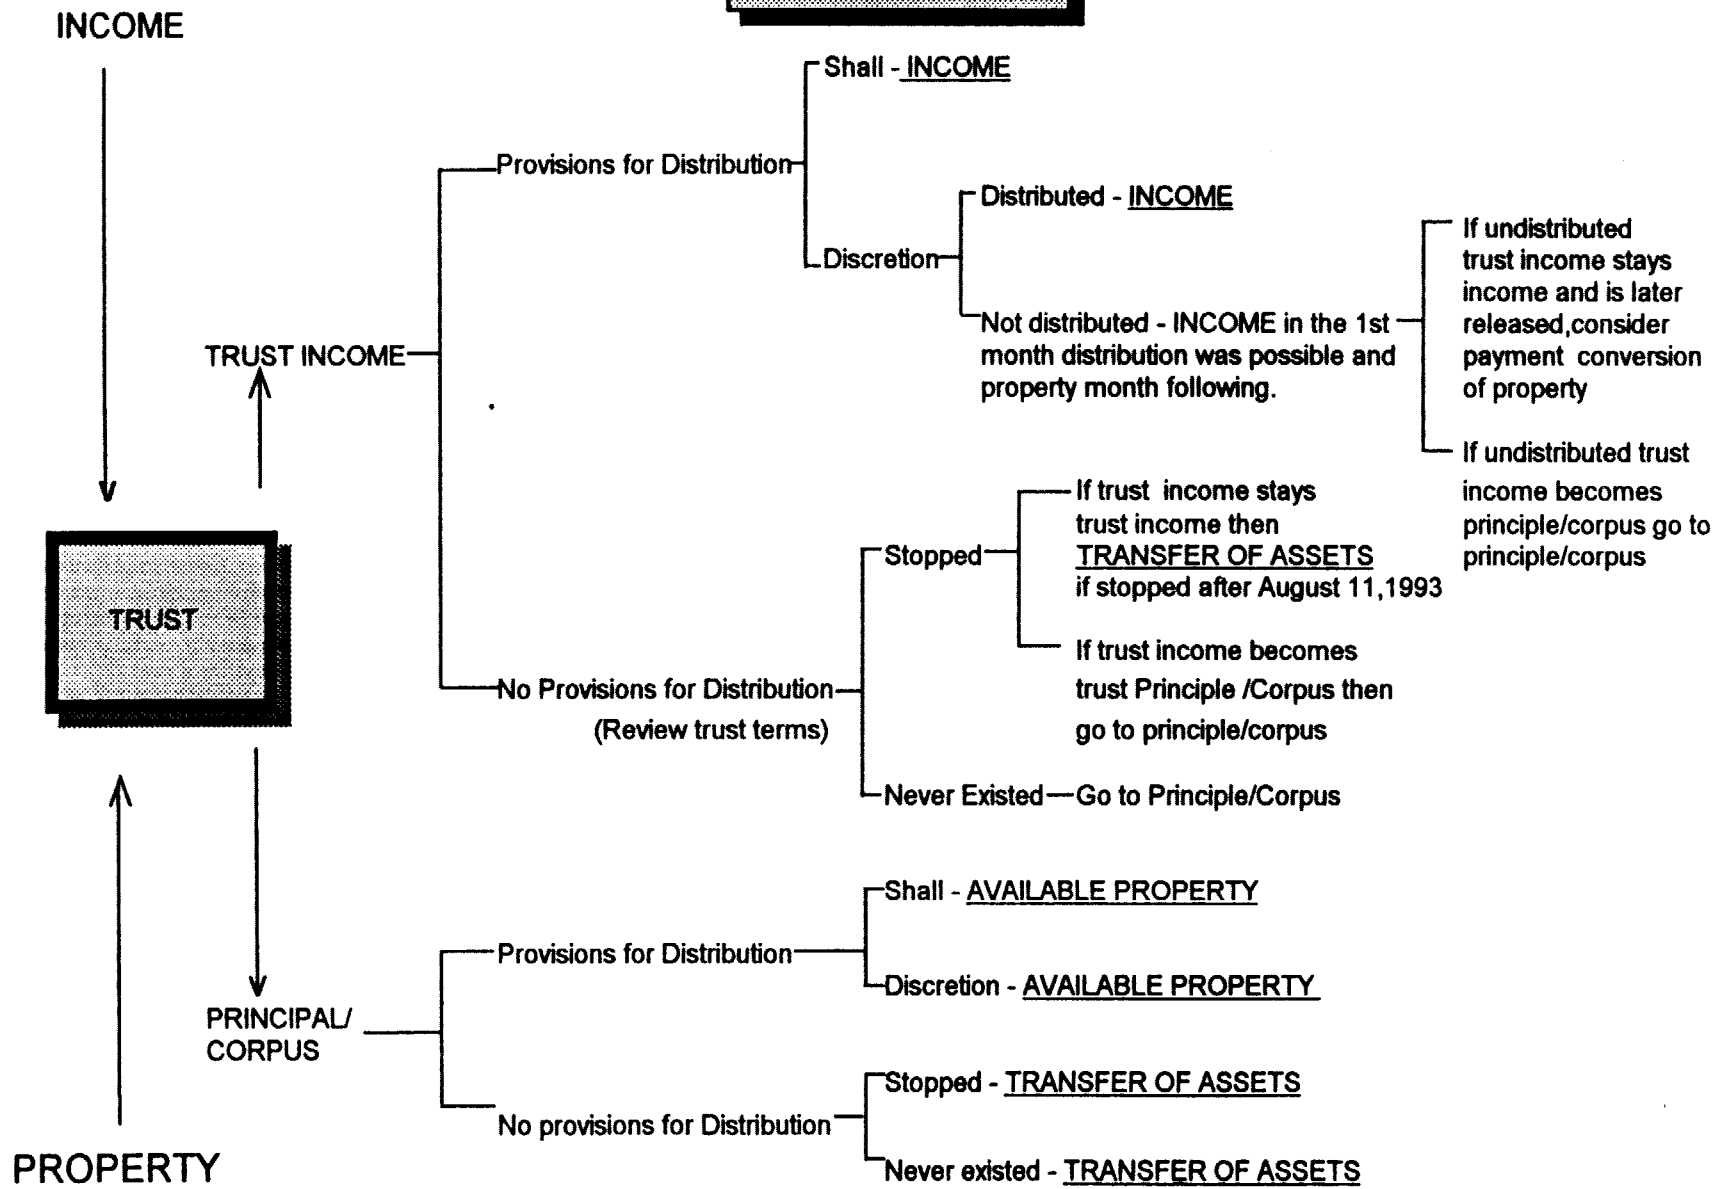 INCOME
Shall - INCOME
Provisions for Distribution
Distributed - INCOME
Discretion
Not distributed - INCOME in the 1st
month distribution was possible and
property month following.
If undistributed
trust income stays
income and is later
released,consider
payment conversion
of property
If undistributed trust
income becomes
principle/corpus go to
principle/corpus
TRUST INCOME
If trust income stays
trust income then
TRANSFER OF ASSETS
if stopped after August 11,1993
Stopped
If trust income becomes
trust Principle /Corpus then
go to principle/corpus
No Provisions for Distribution
(Review trust terms)
Never Existed
Go to Principle/Corpus
TRUST
Shall - AVAILABLE PROPERTY
Provisions for Distribution
Discretion - AVAILABLE PROPERTY
PRINCIPAL/
CORPUS
Stopped - TRANSFER OF ASSETS
No provisions for Distribution
Never existed - TRANSFER OF ASSETS
PROPERTY